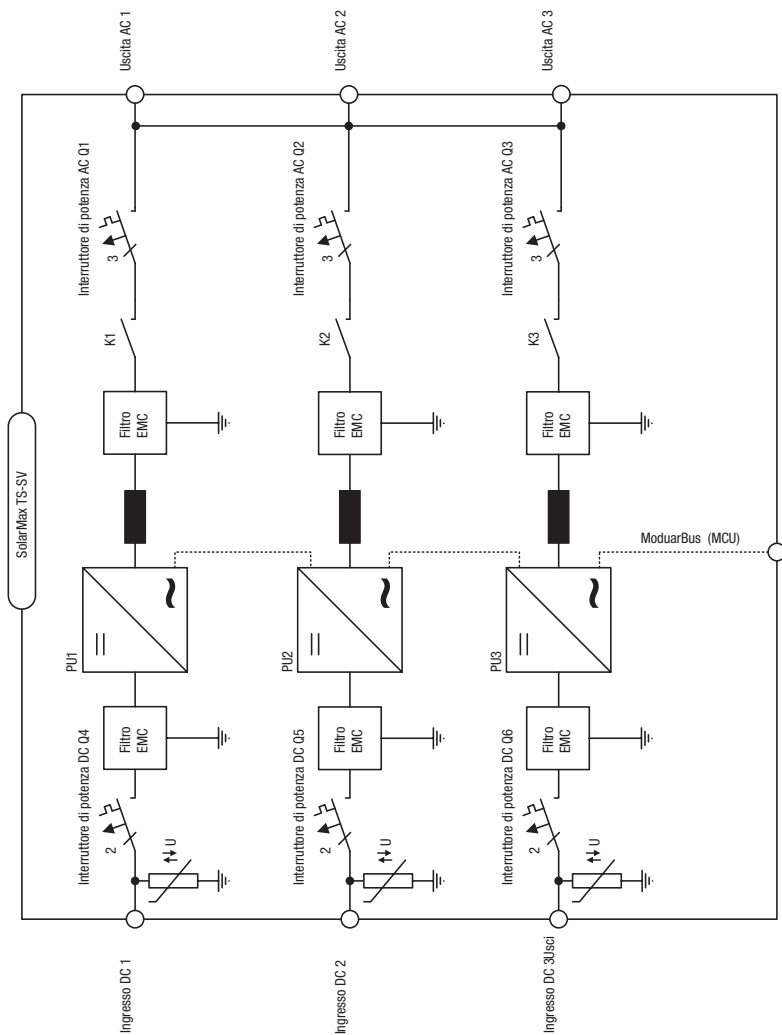 SolarMax TS-SV
Ingresso DC 1
Interruttore di potenza DC Q4
2
U
Filtro
EMC
PU1
Filtro
EMC
K1
3
Interruttore di potenza AC Q1
Uscita AC 1
Ingresso DC 2
Interruttore di potenza DC Q5
2
U
Filtro
EMC
PU2
Filtro
EMC
K2
3
Interruttore di potenza AC Q2
Uscita AC 2
Ingresso DC 3Usci
Interruttore di potenza DC Q6
2
U
Filtro
EMC
PU3
Filtro
EMC
K3
3
Interruttore di potenza AC Q3
Uscita AC 3
ModuarBus (MCU)